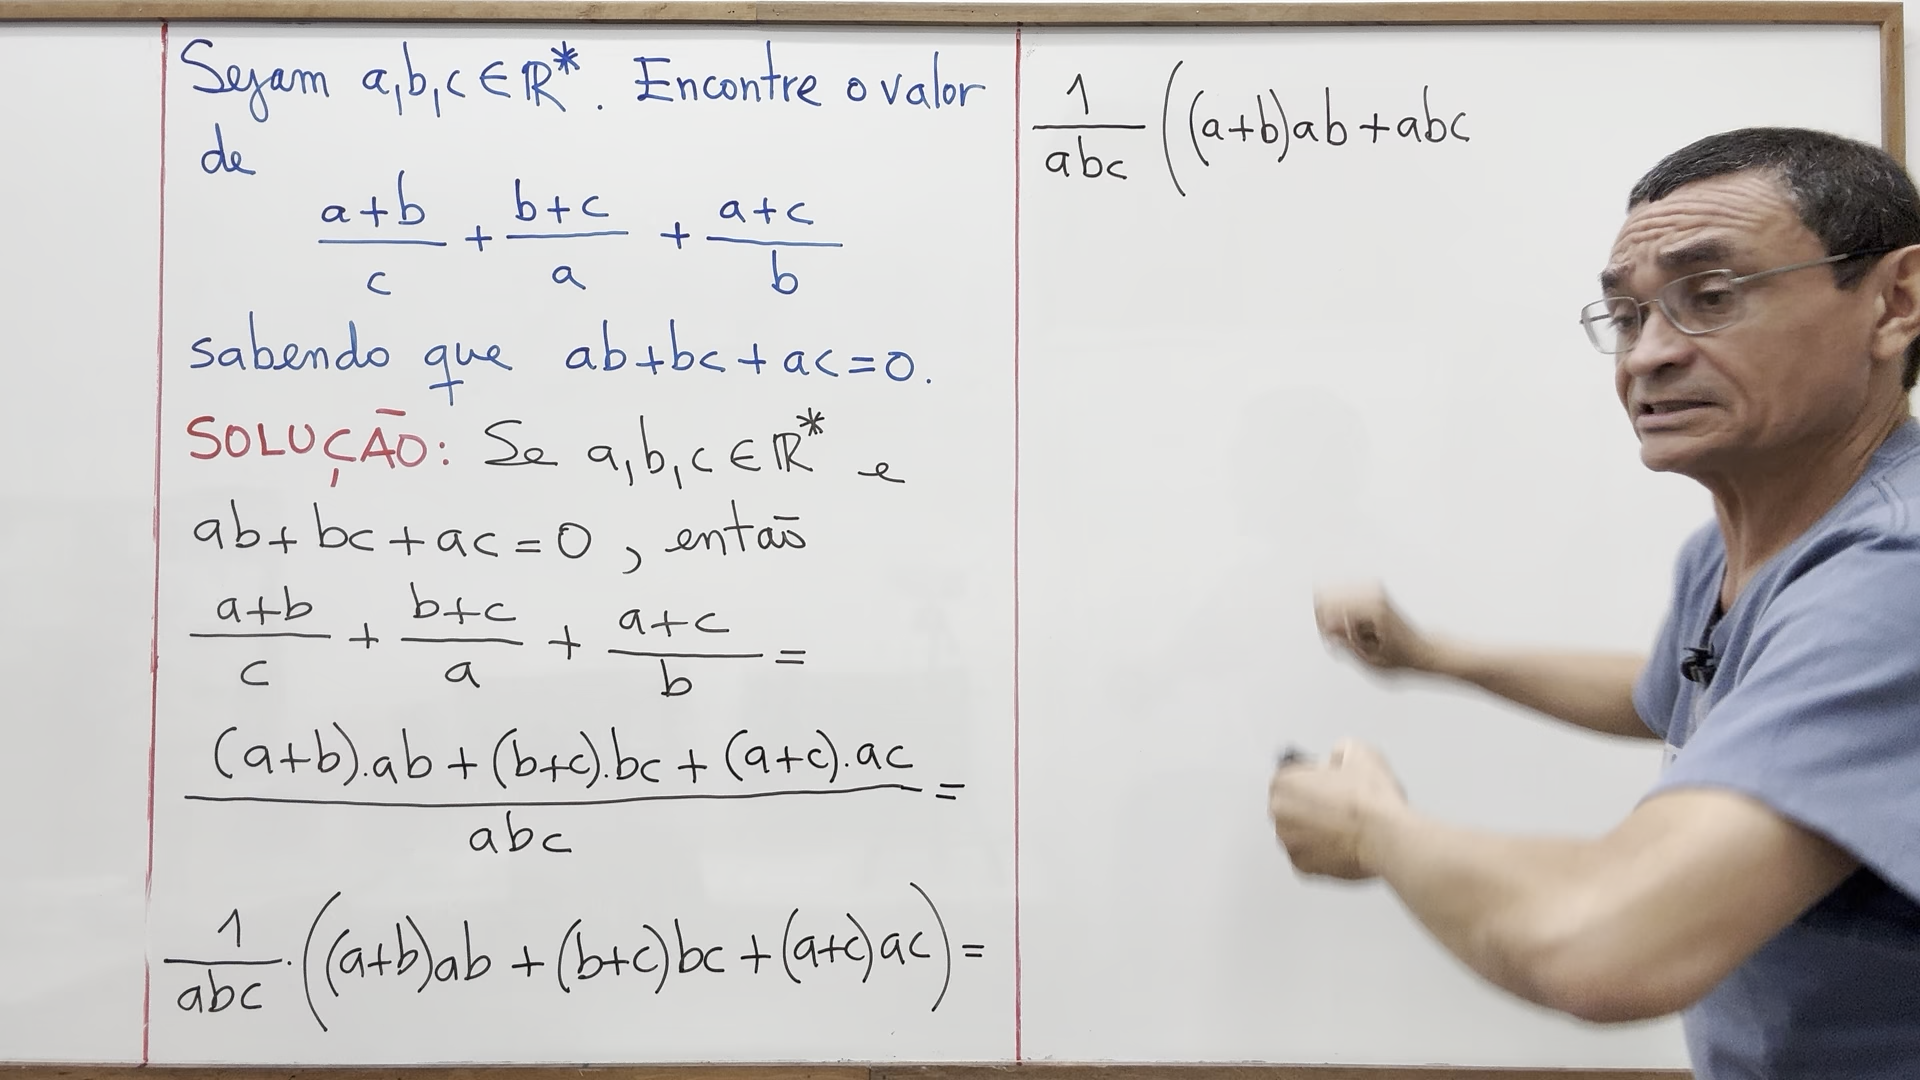 Sejam a,b,c ∈ ℝ*. Encontre o valor
de
(a+b)/c + (b+c)/a + (a+c)/b
sabendo que ab+bc+ac=0.
SOLUÇÃO: Se a,b,c ∈ ℝ* e
ab+bc+ac=0, então
(a+b)/c + (b+c)/a + (a+c)/b =
((a+b).ab+(b+c).bc+(a+c).ac)/abc =
1/abc . ((a+b)ab+(b+c)bc+(a+c)ac) =
1/abc ((a+b)ab+abc